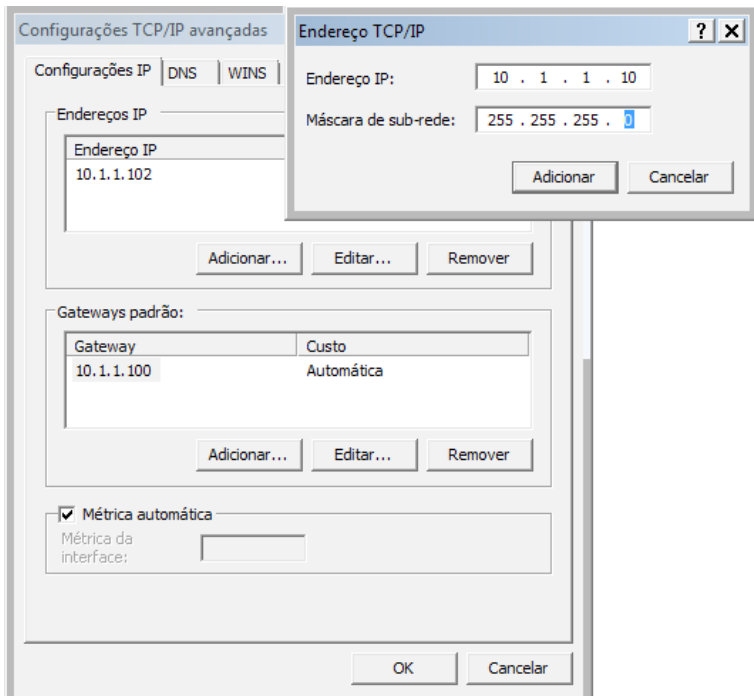 Configurações TCP/IP avançadas
Configurações IP
DNS
WINS
Endereços IP
Endereço IP
10.1.1.102
Adicionar...
Editar...
Remover
Gateways padrão:
Gateway
Custo
10.1.1.100
Automática
Adicionar...
Editar...
Remover
Métrica automática
Métrica da
interface:
OK
Cancelar
Endereço TCP/IP
?
X
Endereço IP:
10 . 1 . 1 . 10
Máscara de sub-rede:
255 . 255 . 255 . 0
Adicionar
Cancelar